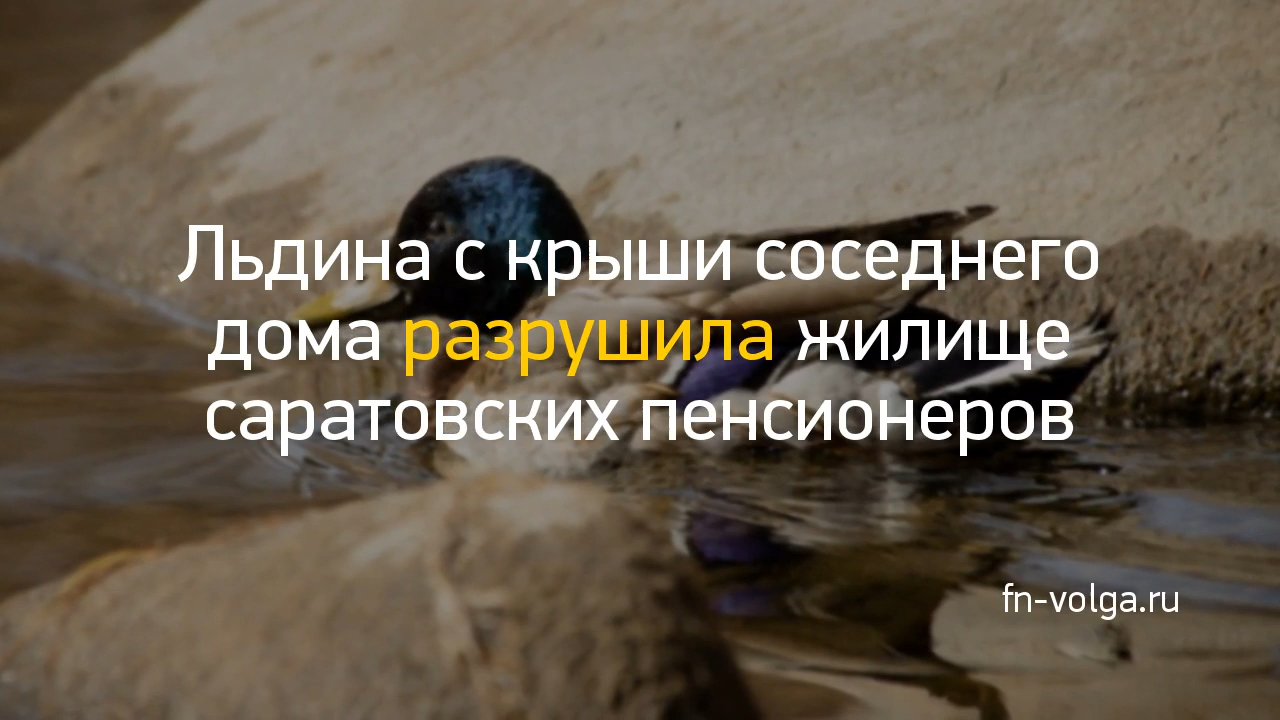 Льдина с крыши соседнего
дома разрушила жилище
саратовских пенсионеров
fn-volga.ru